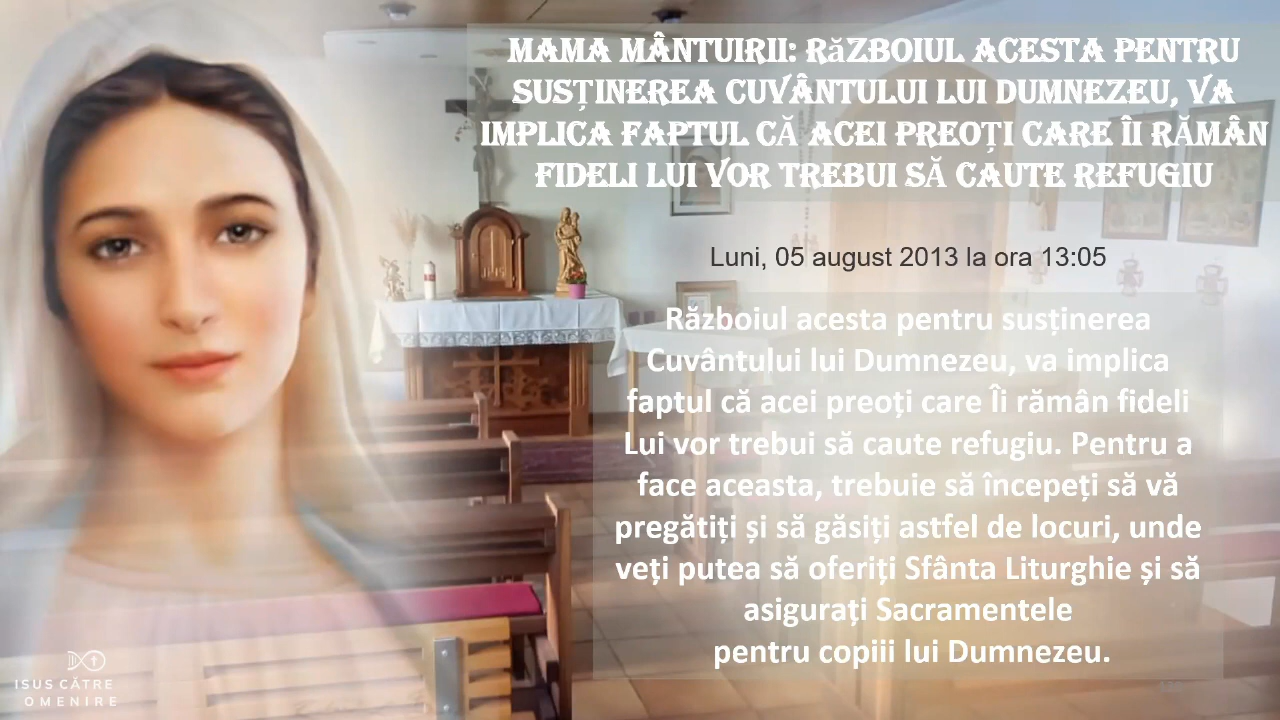 MAMA MÂNTUIRII: RĂZBOIUL ACESTA PENTRU
SUSȚINEREA CUVÂNTULUI LUI DUMNEZEU, VA
IMPLICA FAPTUL CĂ ACEI PREOȚI CARE ÎI RĂMÂN
FIDELI LUI VOR TREBUI SĂ CAUTE REFUGIU
Luni, 05 august 2013 la ora 13:05
Războiul acesta pentru susținerea
Cuvântului lui Dumnezeu, va implica
faptul că acei preoți care Îi rămân fideli
Lui vor trebui să caute refugiu. Pentru a
face aceasta, trebuie să începeți să vă
pregătiți și să găsiți astfel de locuri, unde
veți putea să oferiți Sfânta Liturghie și să
asigurați Sacramentele
pentru copiii lui Dumnezeu.
ISUS CĂTRE
OMENIRE